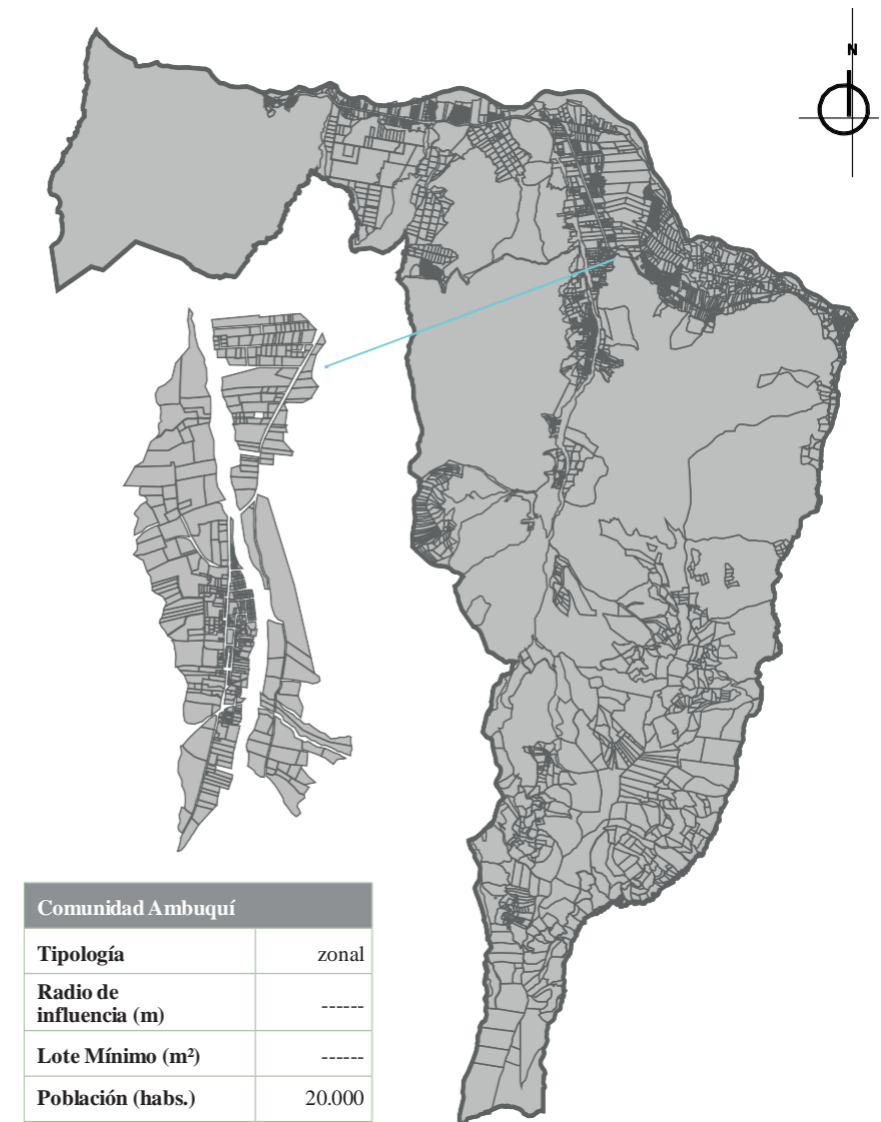 N
Comunidad Ambuquí
Tipología zonal
Radio de
influencia (m) ------
Lote Mínimo (m²) ------
Población (habs.) 20.000